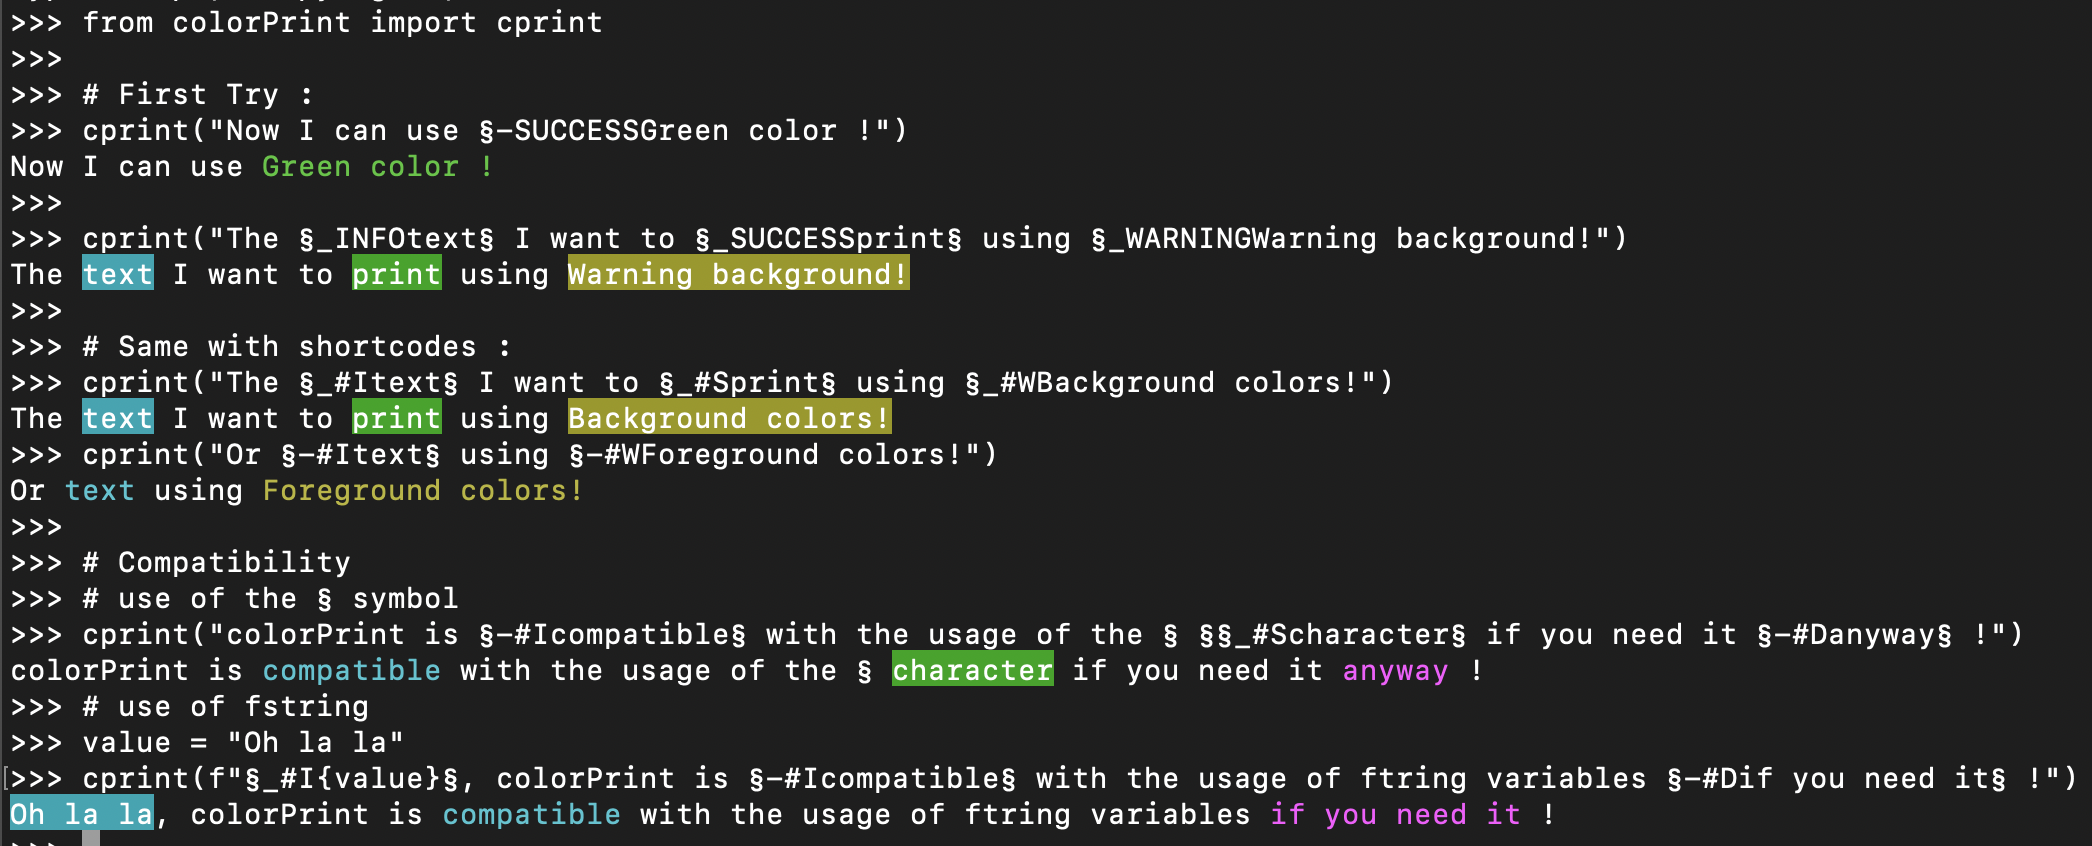 >>> from colorPrint import cprint
>>>
>>> # First Try :
>>> cprint("Now I can use §-SUCCESSGreen color !")
Now I can use Green color !
>>>
>>> cprint("The §_INFOtext§ I want to §_SUCCESSprint§ using §_WARNINGWarning background!")
The text I want to print using Warning background!
>>>
>>> # Same with shortcodes :
>>> cprint("The §_#Itext§ I want to §_#Sprint§ using §_#WBackground colors!")
The text I want to print using Background colors!
>>> cprint("Or §-#Itext§ using §-#WForeground colors!")
Or text using Foreground colors!
>>>
>>> # Compatibility
>>> # use of the § symbol
>>> cprint("colorPrint is §-#Icompatible§ with the usage of the § §§_#Scharacter§ if you need it §-#Danyway§ !")
colorPrint is compatible with the usage of the § character if you need it anyway !
>>> # use of fstring
>>> value = "Oh la la"
[>>> cprint(f"§_#I{value}§, colorPrint is §-#Icompatible§ with the usage of ftring variables §-#Dif you need it§ !")
Oh la la, colorPrint is compatible with the usage of ftring variables if you need it !
>>>